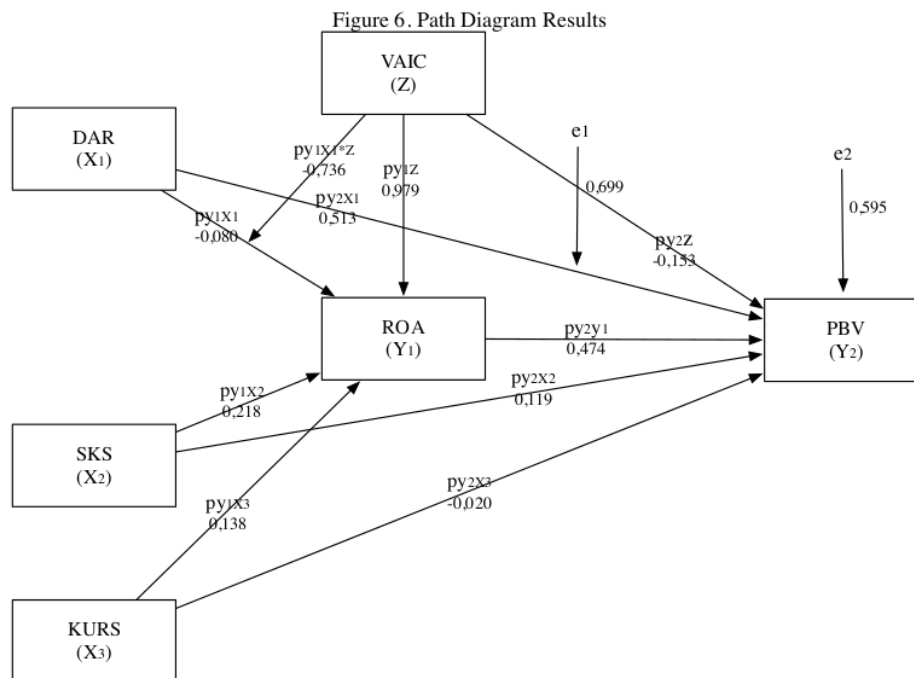 Figure 6. Path Diagram Results
VAIC
(Z)
DAR
(X1)
e1
e2
py1X1*Z
-0,736
py1Z
0,979
py2X1
0,513
0,699
0,595
py1X1
-0,080
py2Z
-0,153
ROA
(Y1)
py2y1
0,474
PBV
(Y2)
py1X2
0,218
py2X2
0,119
SKS
(X2)
py1X3
0,138
py2X3
-0,020
KURS
(X3)